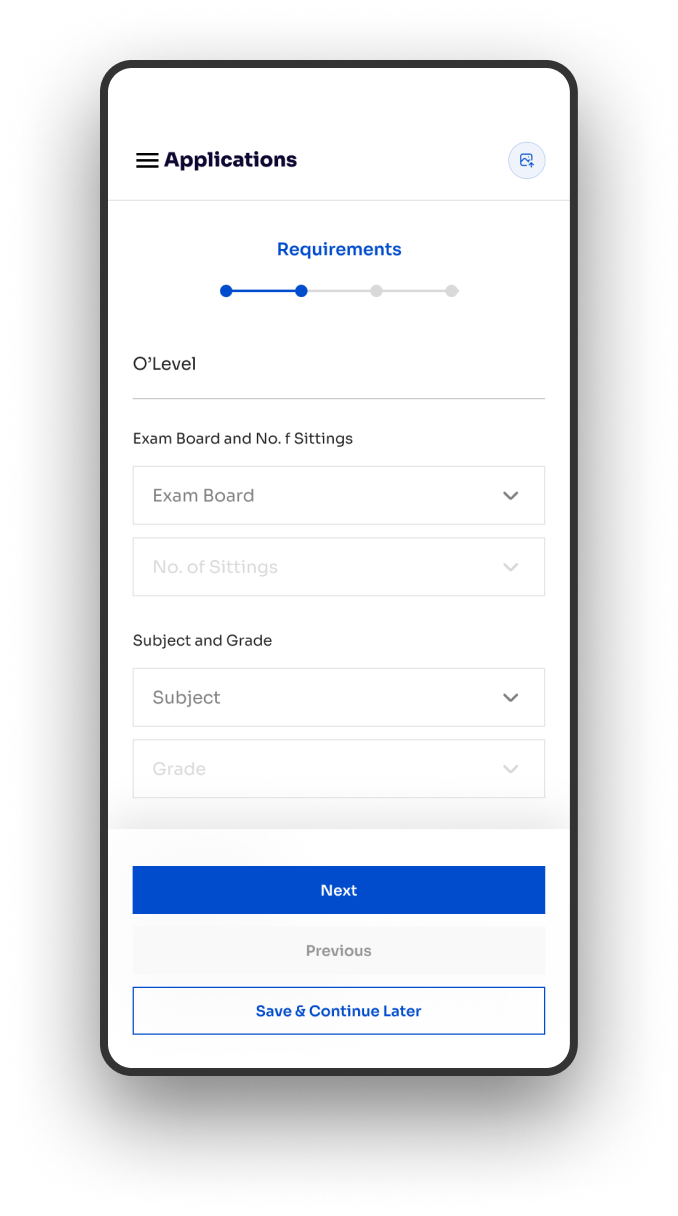 Applications
Requirements
O’Level
Exam Board and No. f Sittings
Exam Board
No. of Sittings
Subject and Grade
Subject
Grade
Next
Previous
Save & Continue Later